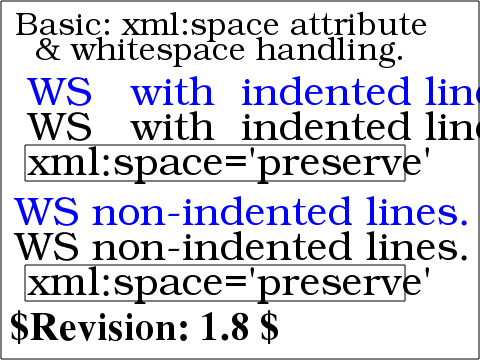 Basic: xml:space attribute
& whitespace handling.
WS   with  indented line
WS   with  indented line
xml:space='preserve'
WS non-indented lines.
WS non-indented lines.
xml:space='preserve'
$Revision: 1.8 $